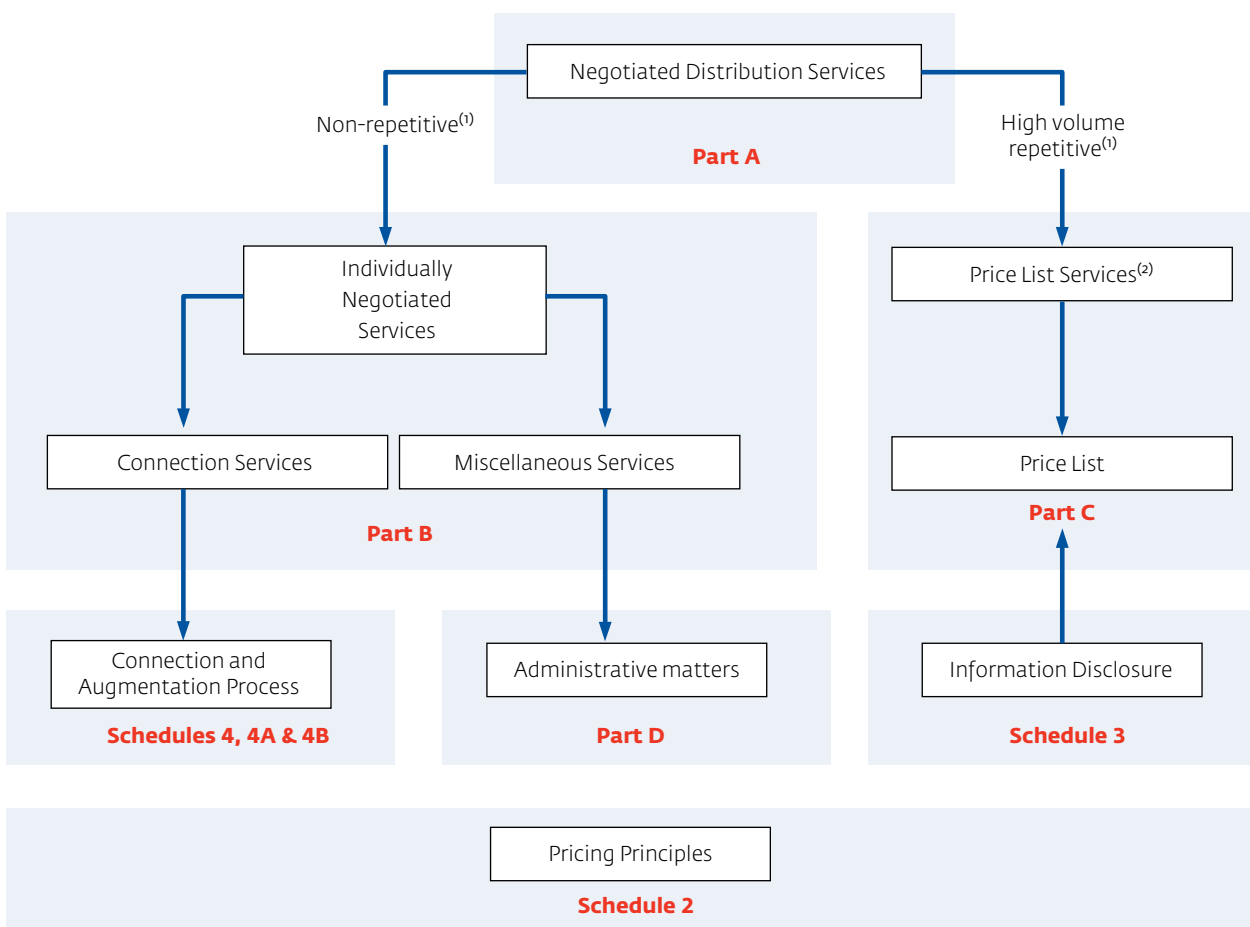 Negotiated Distribution Services
Non-repetitive⁽¹⁾
High volume
repetitive⁽¹⁾
Part A
Individually
Negotiated
Services
Price List Services⁽²⁾
Connection Services
Miscellaneous Services
Price List
Part B
Part C
Connection and
Augmentation Process
Administrative matters
Information Disclosure
Schedules 4, 4A & 4B
Part D
Schedule 3
Pricing Principles
Schedule 2